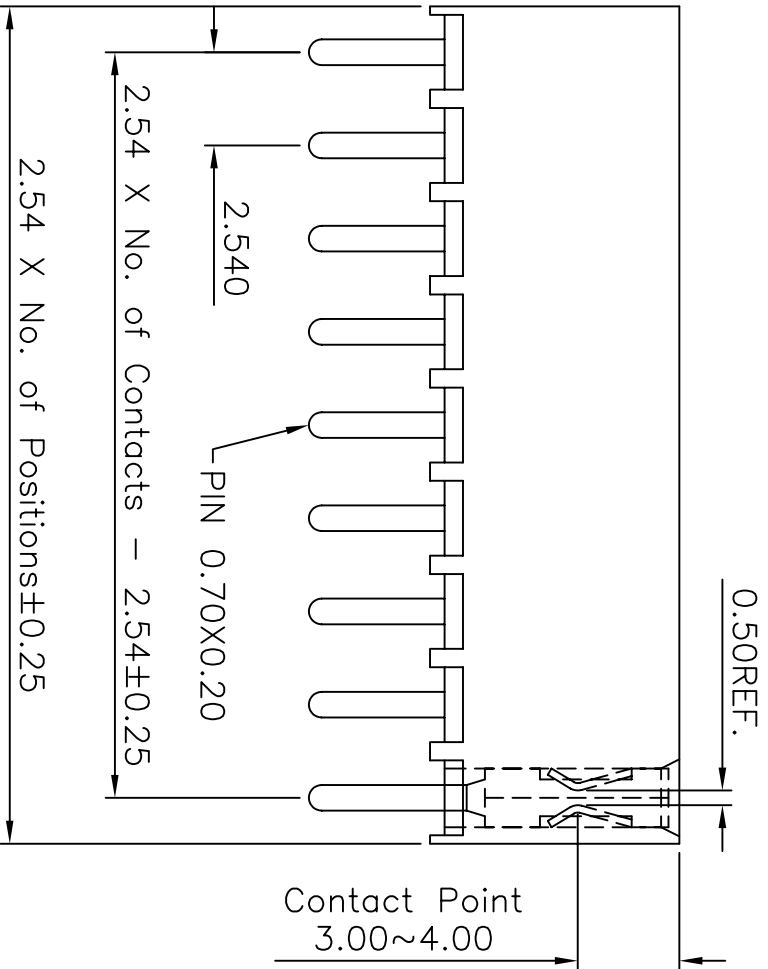 0.50REF.
2.540
PIN 0.70X0.20
2.54 X No. of Contacts - 2.54±0.25
2.54 X No. of Positions±0.25
Contact Point
3.00~4.00